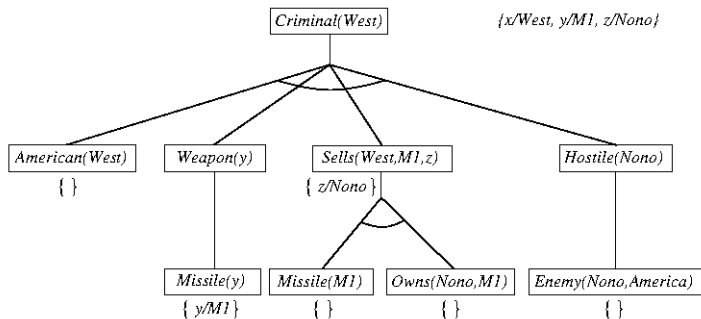 Criminal(West)
{x/West, y/M1, z/Nono}
American(West)
Weapon(y)
Sells(West,M1,z)
Hostile(Nono)
{ }
{ z/Nono }
Missile(y)
Missile(M1)
Owns(Nono,M1)
Enemy(Nono,America)
{ y/M1 }
{ }
{ }
{ }